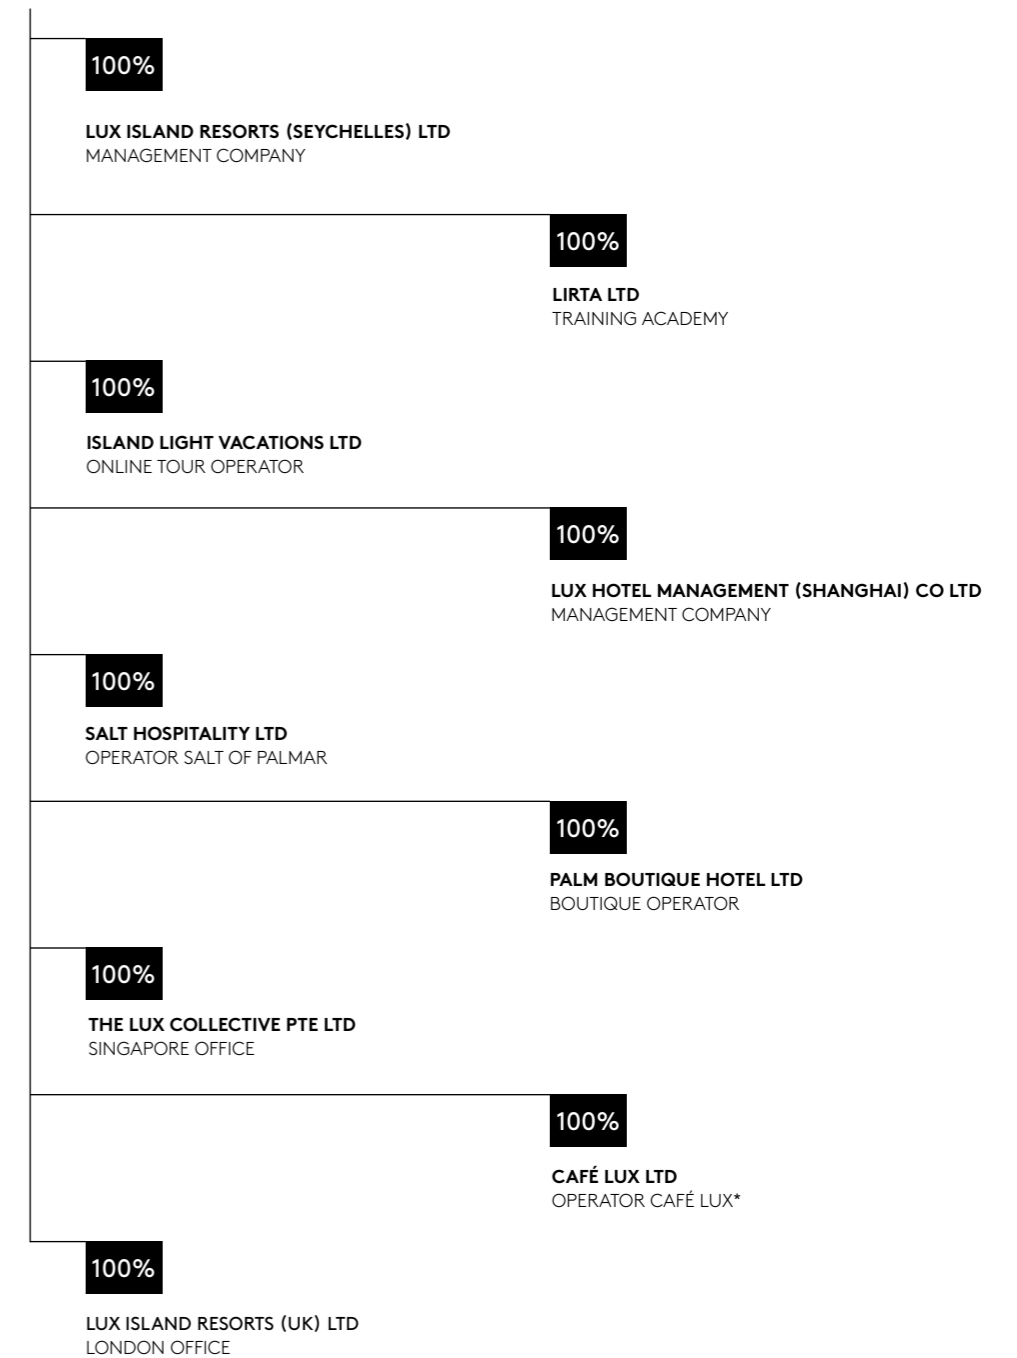 100%
LUX ISLAND RESORTS (SEYCHELLES) LTD
MANAGEMENT COMPANY
100%
LIRTA LTD
TRAINING ACADEMY
100%
ISLAND LIGHT VACATIONS LTD
ONLINE TOUR OPERATOR
100%
LUX HOTEL MANAGEMENT (SHANGHAI) CO LTD
MANAGEMENT COMPANY
100%
SALT HOSPITALITY LTD
OPERATOR SALT OF PALMAR
100%
PALM BOUTIQUE HOTEL LTD
BOUTIQUE OPERATOR
100%
THE LUX COLLECTIVE PTE LTD
SINGAPORE OFFICE
100%
CAFÉ LUX LTD
OPERATOR CAFÉ LUX*
100%
LUX ISLAND RESORTS (UK) LTD
LONDON OFFICE